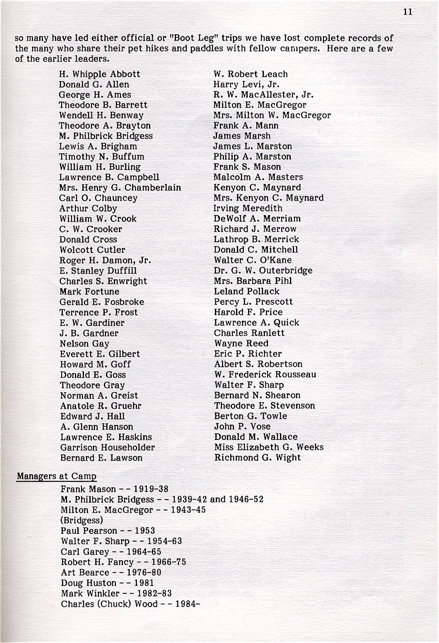 11
so many have led either official or "Boot Leg" trips we have lost complete records of
the many who share their pet hikes and paddles with fellow campers. Here are a few
of the earlier leaders.
H. Whipple Abbott
Donald G. Allen
George H. Ames
Theodore B. Barrett
Wendell H. Benway
Theodore A. Brayton
M. Philbrick Bridgess
Lewis A. Brigham
Timothy N. Buffum
William H. Burling
Lawrence B. Campbell
Mrs. Henry G. Chamberlain
Carl O. Chauncey
Arthur Colby
William W. Crook
C. W. Crooker
Donald Cross
Wolcott Cutler
Roger H. Damon, Jr.
E. Stanley Duffill
Charles S. Enwright
Mark Fortune
Gerald E. Fosbroke
Terrence P. Frost
E. W. Gardiner
J. B. Gardner
Nelson Gay
Everett E. Gilbert
Howard M. Goff
Donald E. Goss
Theodore Gray
Norman A. Greist
Anatole R. Gruehr
Edward J. Hall
A. Glenn Hanson
Lawrence E. Haskins
Garrison Householder
Bernard E. Lawson
W. Robert Leach
Harry Levi, Jr.
R. W. MacAllester, Jr.
Milton E. MacGregor
Mrs. Milton W. MacGregor
Frank A. Mann
James Marsh
James L. Marston
Philip A. Marston
Frank S. Mason
Malcolm A. Masters
Kenyon C. Maynard
Mrs. Kenyon C. Maynard
Irving Meredith
DeWolf A. Merriam
Richard J. Merrow
Lathrop B. Merrick
Donald C. Mitchell
Walter C. O'Kane
Dr. G. W. Outerbridge
Mrs. Barbara Pihl
Leland Pollack
Percy L. Prescott
Harold F. Price
Lawrence A. Quick
Charles Ranlett
Wayne Reed
Eric P. Richter
Albert S. Robertson
W. Frederick Rousseau
Walter F. Sharp
Bernard N. Shearon
Theodore E. Stevenson
Berton G. Towle
John P. Vose
Donald M. Wallace
Miss Elizabeth G. Weeks
Richmond G. Wight
Managers at Camp
Frank Mason -- 1919-38
M. Philbrick Bridgess -- 1939-42 and 1946-52
Milton E. MacGregor -- 1943-45
(Bridgess)
Paul Pearson -- 1953
Walter F. Sharp -- 1954-63
Carl Garey -- 1964-65
Robert H. Fancy -- 1966-75
Art Bearce -- 1976-80
Doug Huston -- 1981
Mark Winkler -- 1982-83
Charles (Chuck) Wood -- 1984-